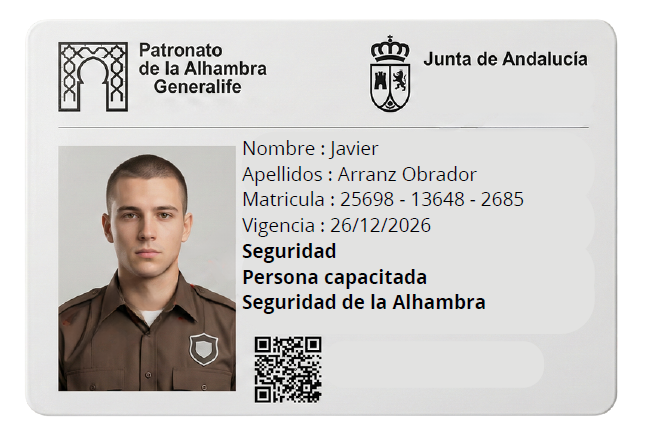 Patronato
de la Alhambra
Generalife
Junta de Andalucía
Nombre : Javier
Apellidos : Arranz Obrador
Matricula : 25698 - 13648 - 2685
Vigencia : 26/12/2026
Seguridad
Persona capacitada
Seguridad de la Alhambra